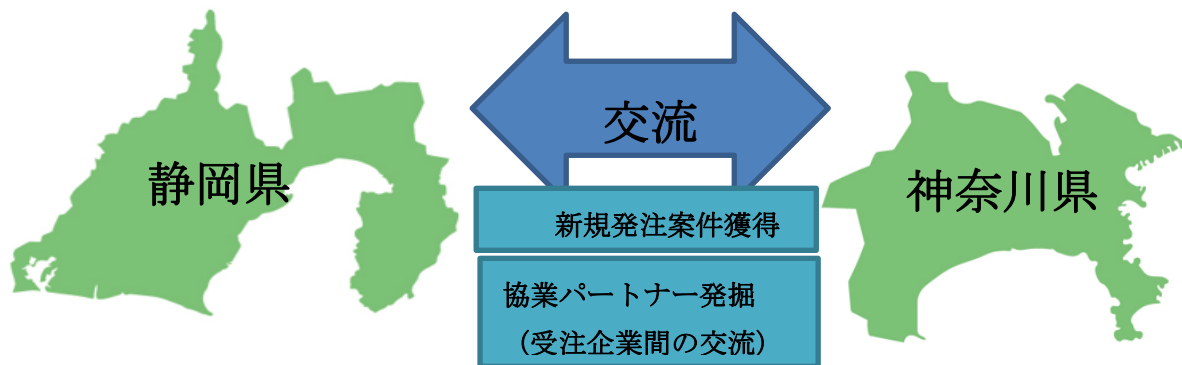 静岡県
交流
神奈川県
新規発注案件獲得
協業パートナー発掘
（受注企業間の交流）